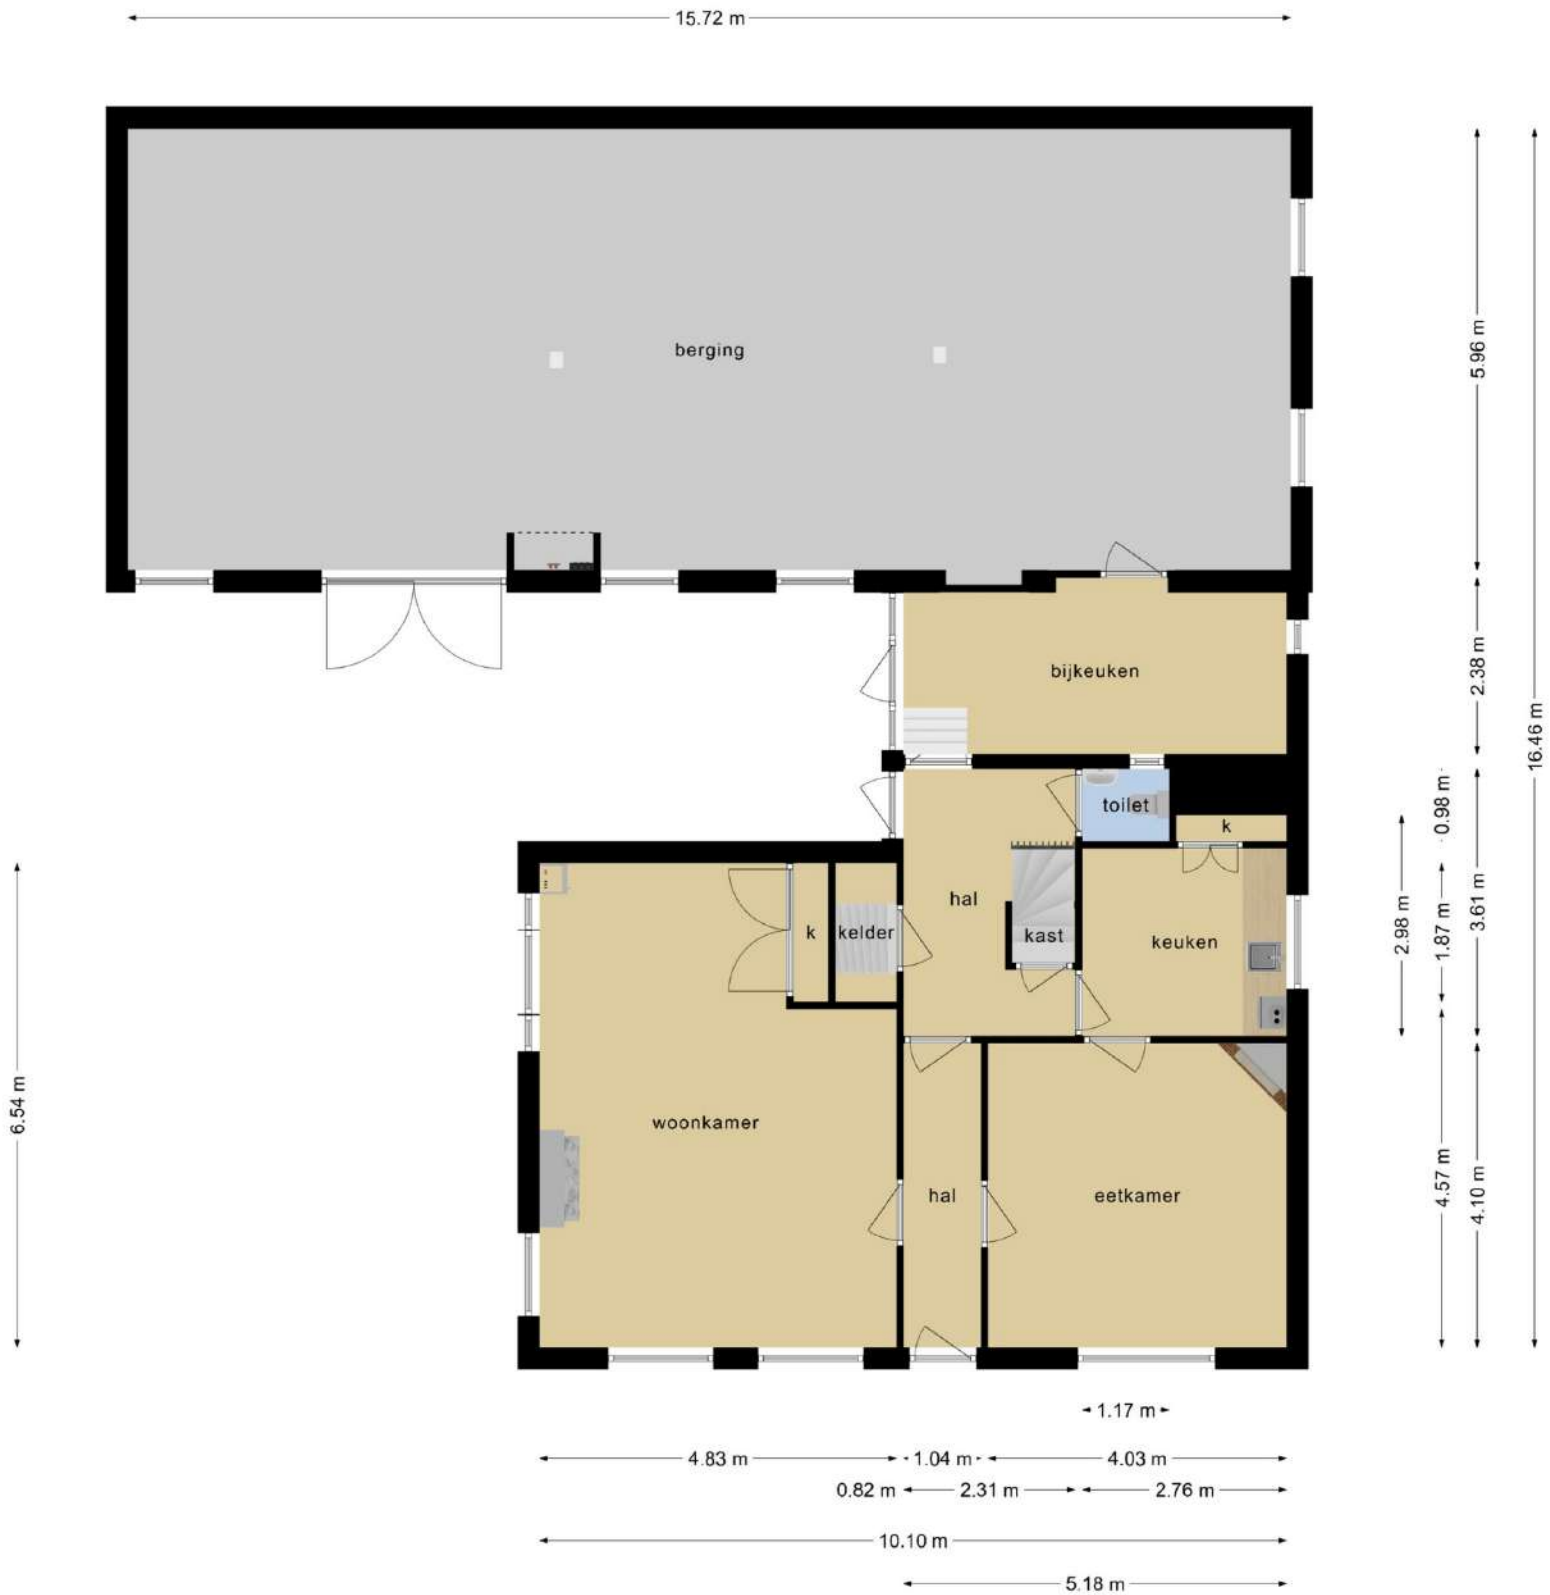 15.72 m
berging
5.96 m
bijkeuken
2.38 m
16.46 m
toilet
0.98 m
k
hal
k
kelder
kast
keuken
2.98 m
1.87 m
3.61 m
6.54 m
woonkamer
hal
eetkamer
4.57 m
4.10 m
1.17 m
4.83 m
1.04 m
4.03 m
0.82 m
2.31 m
2.76 m
10.10 m
5.18 m